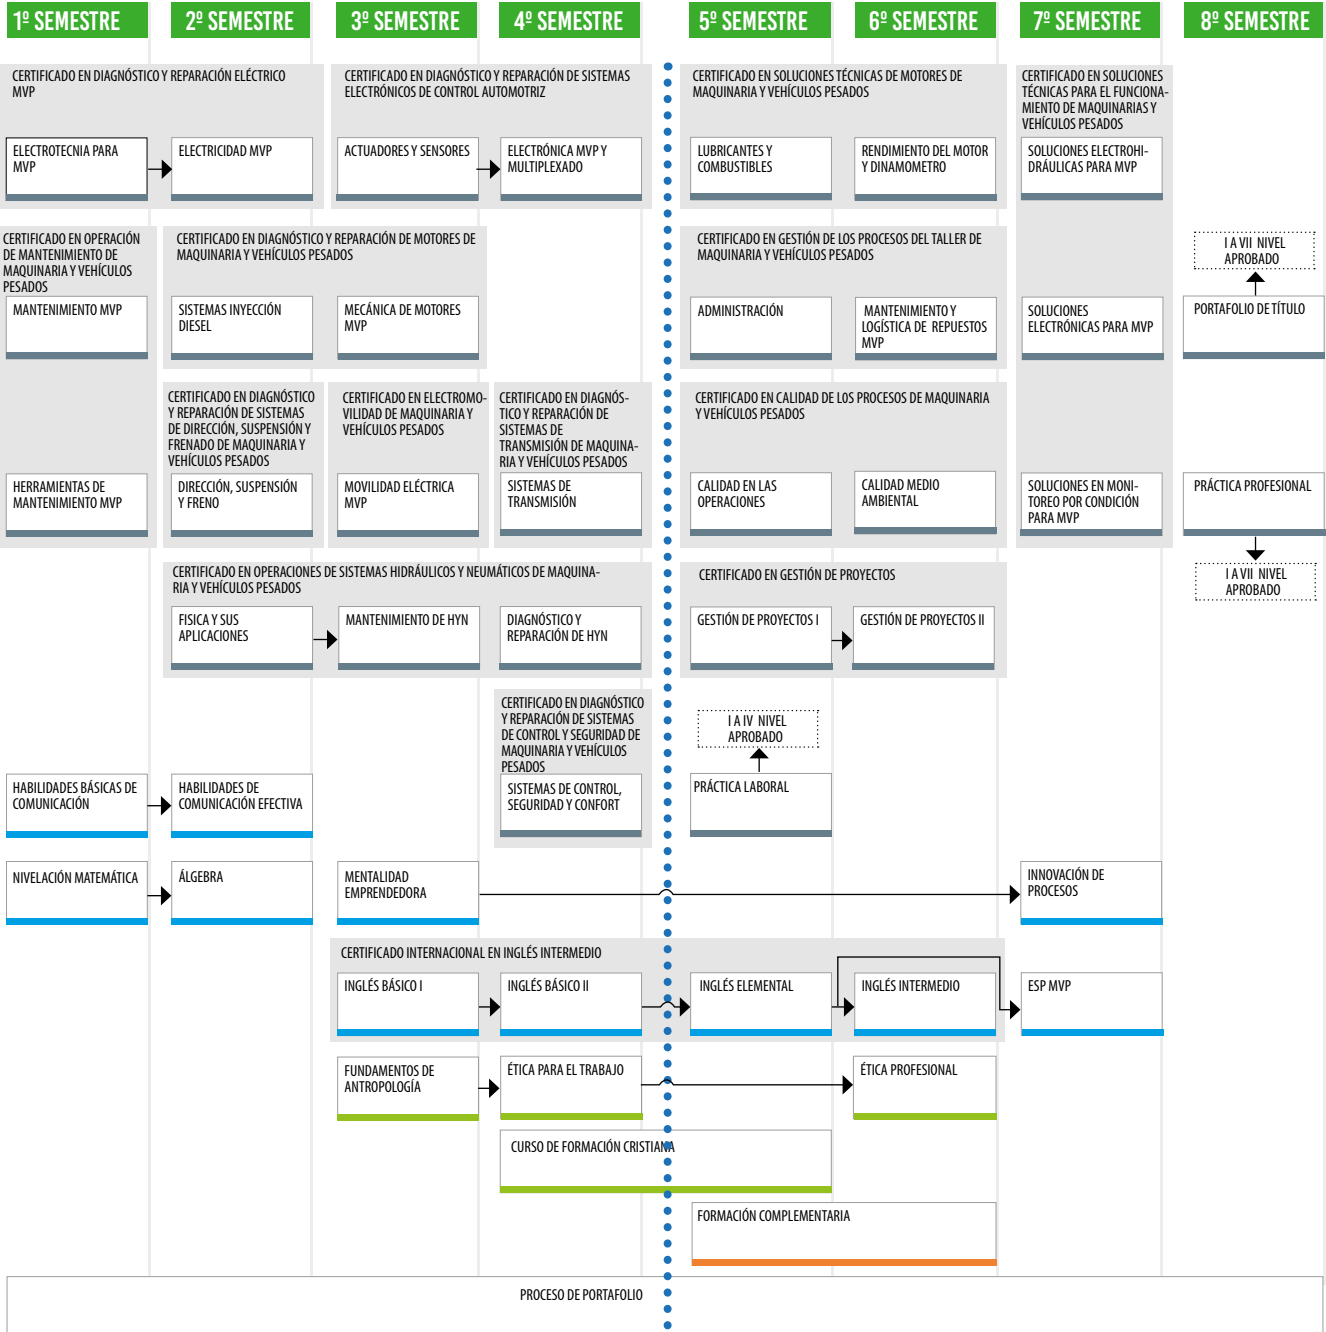 1º SEMESTRE
2º SEMESTRE
3º SEMESTRE
4º SEMESTRE
5º SEMESTRE
6º SEMESTRE
7º SEMESTRE
8º SEMESTRE
CERTIFICADO EN DIAGNÓSTICO Y REPARACIÓN ELÉCTRICO
MVP
CERTIFICADO EN DIAGNÓSTICO Y REPARACIÓN DE SISTEMAS
ELECTRÓNICOS DE CONTROL AUTOMOTRIZ
CERTIFICADO EN SOLUCIONES TÉCNICAS DE MOTORES DE
MAQUINARIA Y VEHÍCULOS PESADOS
CERTIFICADO EN SOLUCIONES
TÉCNICAS PARA EL FUNCIONA-
MIENTO DE MAQUINARIAS Y
VEHÍCULOS PESADOS
ELECTROTECNIA PARA
MVP
ELECTRICIDAD MVP
ACTUADORES Y SENSORES
ELECTRÓNICA MVP Y
MULTIPLEXADO
LUBRICANTES Y
COMBUSTIBLES
RENDIMIENTO DEL MOTOR
Y DINAMOMETRO
SOLUCIONES ELECTROHI-
DRÁULICAS PARA MVP
CERTIFICADO EN OPERACIÓN
DE MANTENIMIENTO DE
MAQUINARIA Y VEHÍCULOS
PESADOS
CERTIFICADO EN DIAGNÓSTICO Y REPARACIÓN DE MOTORES DE
MAQUINARIA Y VEHÍCULOS PESADOS
CERTIFICADO EN GESTIÓN DE LOS PROCESOS DEL TALLER DE
MAQUINARIA Y VEHÍCULOS PESADOS
I A VII NIVEL
APROBADO
MANTENIMIENTO MVP
SISTEMAS INYECCIÓN
DIESEL
MECÁNICA DE MOTORES
MVP
ADMINISTRACIÓN
MANTENIMIENTO Y
LOGÍSTICA DE REPUESTOS
MVP
SOLUCIONES
ELECTRÓNICAS PARA MVP
PORTAFOLIO DE TÍTULO
CERTIFICADO EN DIAGNÓSTICO
Y REPARACIÓN DE SISTEMAS
DE DIRECCIÓN, SUSPENSIÓN Y
FRENADO DE MAQUINARIA Y
VEHÍCULOS PESADOS
CERTIFICADO EN ELECTROMO-
VILIDAD DE MAQUINARIA Y
VEHÍCULOS PESADOS
CERTIFICADO EN DIAGNÓS-
TICO Y REPARACIÓN DE
SISTEMAS DE
TRANSMISIÓN DE MAQUINA-
RIA Y VEHÍCULOS PESADOS
CERTIFICADO EN CALIDAD DE LOS PROCESOS DE MAQUINARIA
Y VEHÍCULOS PESADOS
HERRAMIENTAS DE
MANTENIMIENTO MVP
DIRECCIÓN, SUSPENSIÓN
Y FRENO
MOVILIDAD ELÉCTRICA
MVP
SISTEMAS DE
TRANSMISIÓN
CALIDAD EN LAS
OPERACIONES
CALIDAD MEDIO
AMBIENTAL
SOLUCIONES EN MONI-
TOREO POR CONDICIÓN
PARA MVP
PRÁCTICA PROFESIONAL
CERTIFICADO EN OPERACIONES DE SISTEMAS HIDRÁULICOS Y NEUMÁTICOS DE MAQUINA-
RIA Y VEHÍCULOS PESADOS
CERTIFICADO EN GESTIÓN DE PROYECTOS
I A VII NIVEL
APROBADO
FISICA Y SUS
APLICACIONES
MANTENIMIENTO DE HYN
DIAGNÓSTICO Y
REPARACIÓN DE HYN
GESTIÓN DE PROYECTOS I
GESTIÓN DE PROYECTOS II
CERTIFICADO EN DIAGNÓSTICO
Y REPARACIÓN DE SISTEMAS
DE CONTROL Y SEGURIDAD DE
MAQUINARIA Y VEHÍCULOS
PESADOS
I A IV NIVEL
APROBADO
HABILIDADES BÁSICAS DE
COMUNICACIÓN
HABILIDADES DE
COMUNICACIÓN EFECTIVA
SISTEMAS DE CONTROL,
SEGURIDAD Y CONFORT
PRÁCTICA LABORAL
NIVELACIÓN MATEMÁTICA
ÁLGEBRA
MENTALIDAD
EMPRENDEDORA
INNOVACIÓN DE
PROCESOS
CERTIFICADO INTERNACIONAL EN INGLÉS INTERMEDIO
INGLÉS BÁSICO I
INGLÉS BÁSICO II
INGLÉS ELEMENTAL
INGLÉS INTERMEDIO
ESP MVP
FUNDAMENTOS DE
ANTROPOLOGÍA
ÉTICA PARA EL TRABAJO
ÉTICA PROFESIONAL
CURSO DE FORMACIÓN CRISTIANA
FORMACIÓN COMPLEMENTARIA
PROCESO DE PORTAFOLIO